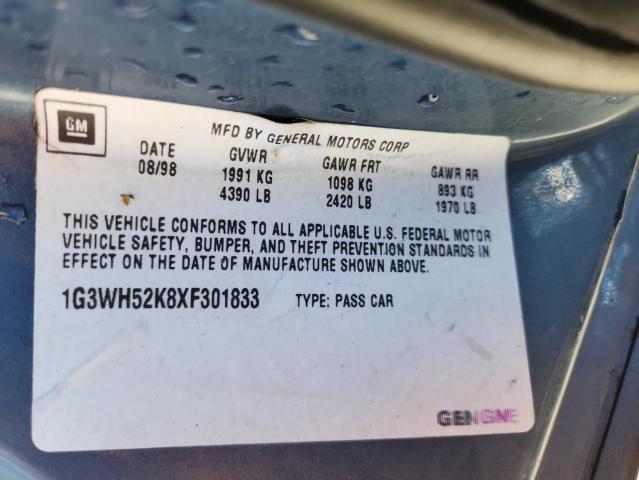 GM
MFD BY GENERAL MOTORS CORP
DATE GVWR GAWR FRT GAWR RR
08/98 1991 KG 1098 KG 893 KG
4390 LB 2420 LB 1970 LB
THIS VEHICLE CONFORMS TO ALL APPLICABLE U.S. FEDERAL MOTOR
VEHICLE SAFETY, BUMPER, AND THEFT PREVENTION STANDARDS IN
EFFECT ON THE DATE OF MANUFACTURE SHOWN ABOVE.
1G3WH52K8XF301833 TYPE: PASS CAR